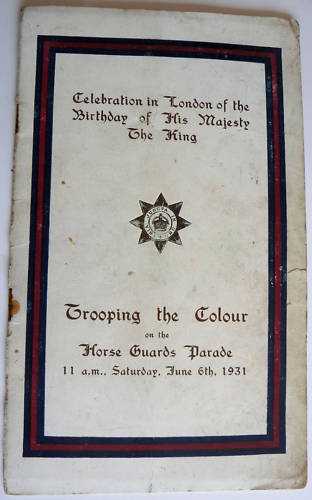 Celebration in London of the
Birthday of His Majesty
The King
Trooping the Colour
on the
Horse Guards Parade
11 a.m., Saturday, June 6th, 1931